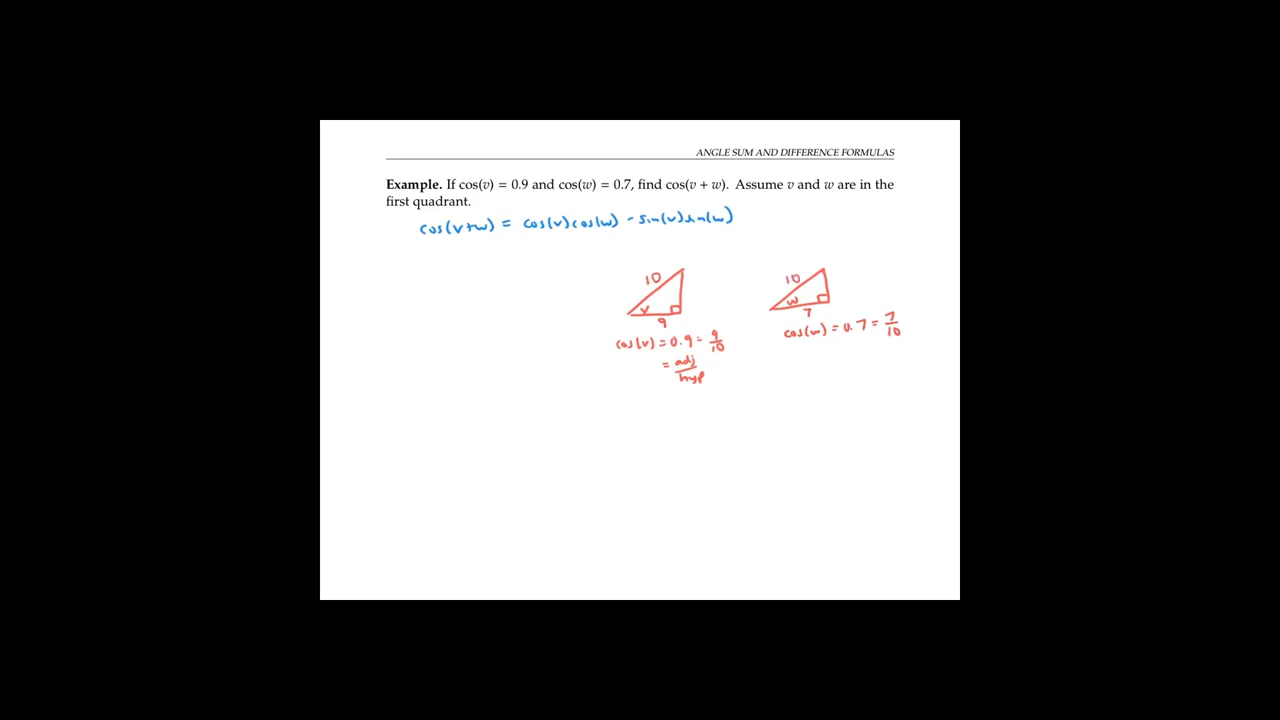 ANGLE SUM AND DIFFERENCE FORMULAS
Example. If cos(v) = 0.9 and cos(w) = 0.7, find cos(v + w). Assume v and w are in the
first quadrant.
cos(v+w) = cos(v)cos(w) - sin(v)sin(w)
10
v
9
cos(v) = 0.9 = 9/10
= adj/hyp
10
w
7
cos(w) = 0.7 = 7/10